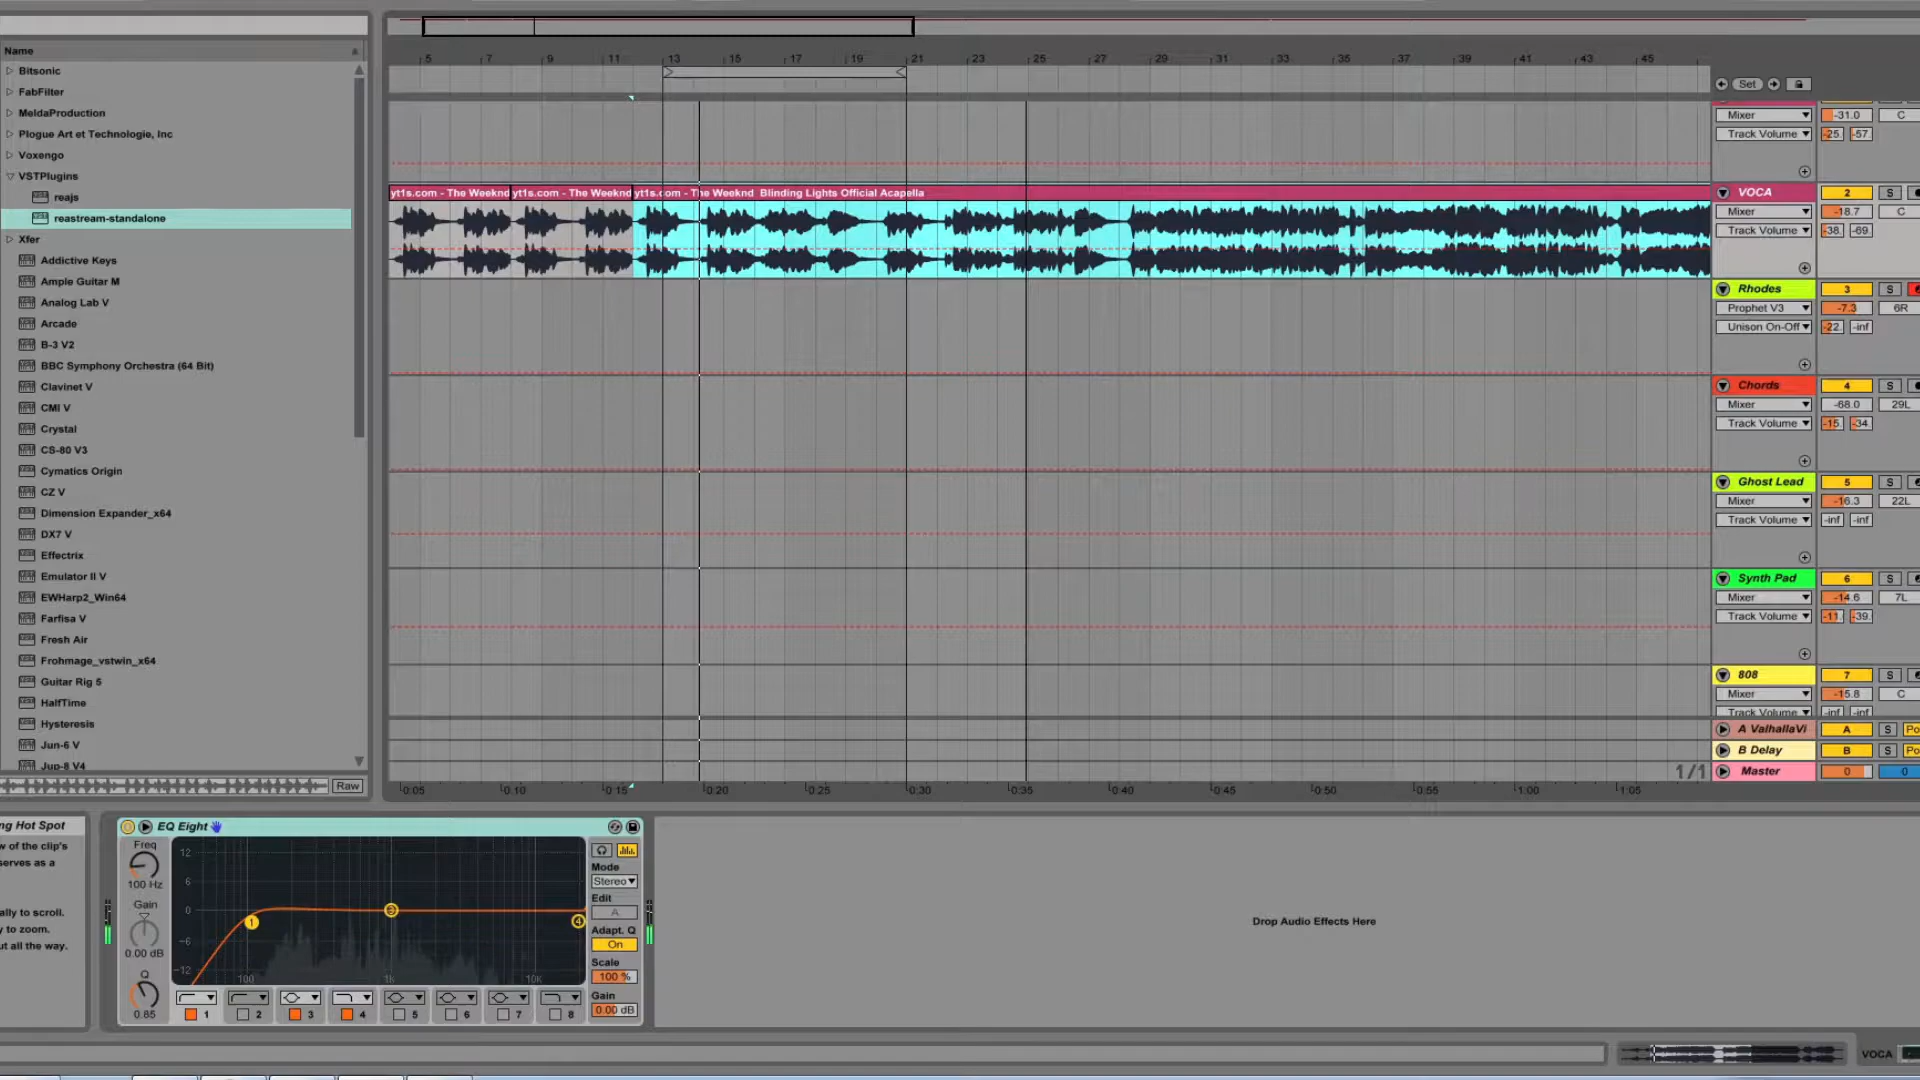 Name
Bitsonic
FabFilter
MeldaProduction
Plogue Art et Technologie, Inc
Voxengo
VSTPlugins
reajs
reastream-standalone
Xfer
Addictive Keys
Ample Guitar M
Analog Lab V
Arcade
B-3 V2
BBC Symphony Orchestra (64 Bit)
Clavinet V
CMI V
Crystal
CS-80 V3
Cymatics Origin
CZ V
Dimension Expander_x64
DX7 V
Effectrix
Emulator II V
EWHarp2_Win64
Farfisa V
Fresh Air
Frohmage_vstwin_x64
Guitar Rig 5
HalfTime
Hysteresis
Jun-6 V
Jup-8 V4
Raw
5 7 9 11 13 15 17 19 21 23 25 27 29 31 33 35 37 39 41 43 45
Set
yt1s.com - The Weeknd yt1s.com - The Weeknd yt1s.com - The Weeknd Blinding Lights Official Acapella
Mixer -31.0 C
Track Volume -25. -57.
VOCA 2 S
Mixer -18.7 C
Track Volume -38. -69.
Rhodes 3 S
Prophet V3 -7.3 6R
Unison On-Off -22. -inf
Chords 4 S
Mixer -68.0 29L
Track Volume -15. -34.
Ghost Lead 5 S
Mixer -16.3 22L
Track Volume -inf -inf
Synth Pad 6 S
Mixer -14.6 7L
Track Volume -11. -39.
808 7 S
Mixer -15.8 C
Track Volume -inf -inf
A ValhallaVi A S Po
B Delay B S Po
1/1 Master 0 0
0:05 0:10 0:15 0:20 0:25 0:30 0:35 0:40 0:45 0:50 0:55 1:00 1:05
ng Hot Spot
w of the clip's
serves as a
ally to scroll.
y to zoom.
ut all the way.
EQ Eight
Freq
100 Hz
Gain
0.00 dB
Q
0.85
12
6
0
-6
-12
100 1k 10k
1 3 4
1 2 3 4 5 6 7 8
Mode
Stereo
Edit
A
Adapt. Q
On
Scale
100 %
Gain
0.00 dB
Drop Audio Effects Here
VOCA